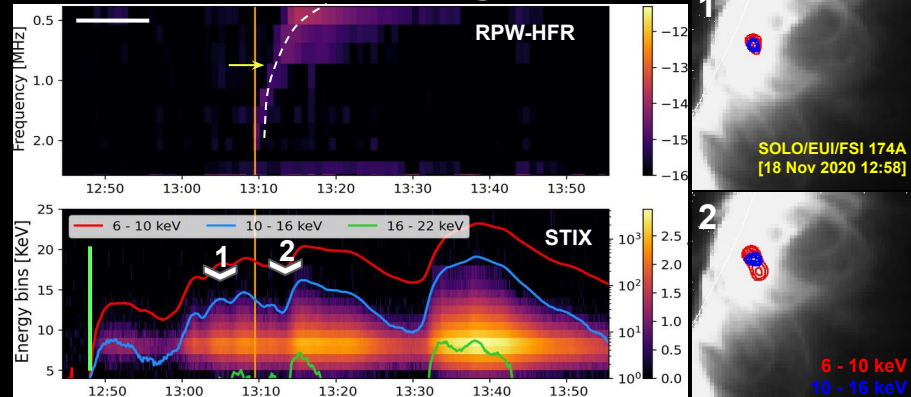 RPW-HFR
Frequency [MHz]
0.5
1.0
2.0
12:50 13:00 13:10 13:20 13:30 13:40 13:50
−12
−13
−14
−15
−16
STIX
6 - 10 keV 10 - 16 keV 16 - 22 keV
Energy bins [KeV]
25
20
15
10
5
1 2
12:50 13:00 13:10 13:20 13:30 13:40 13:50
10³
10²
10¹
10⁰
2.5
2.0
1.5
1.0
0.5
0.0
1
SOLO/EUI/FSI 174A
[18 Nov 2020 12:58]
2
6 - 10 keV
10 - 16 keV